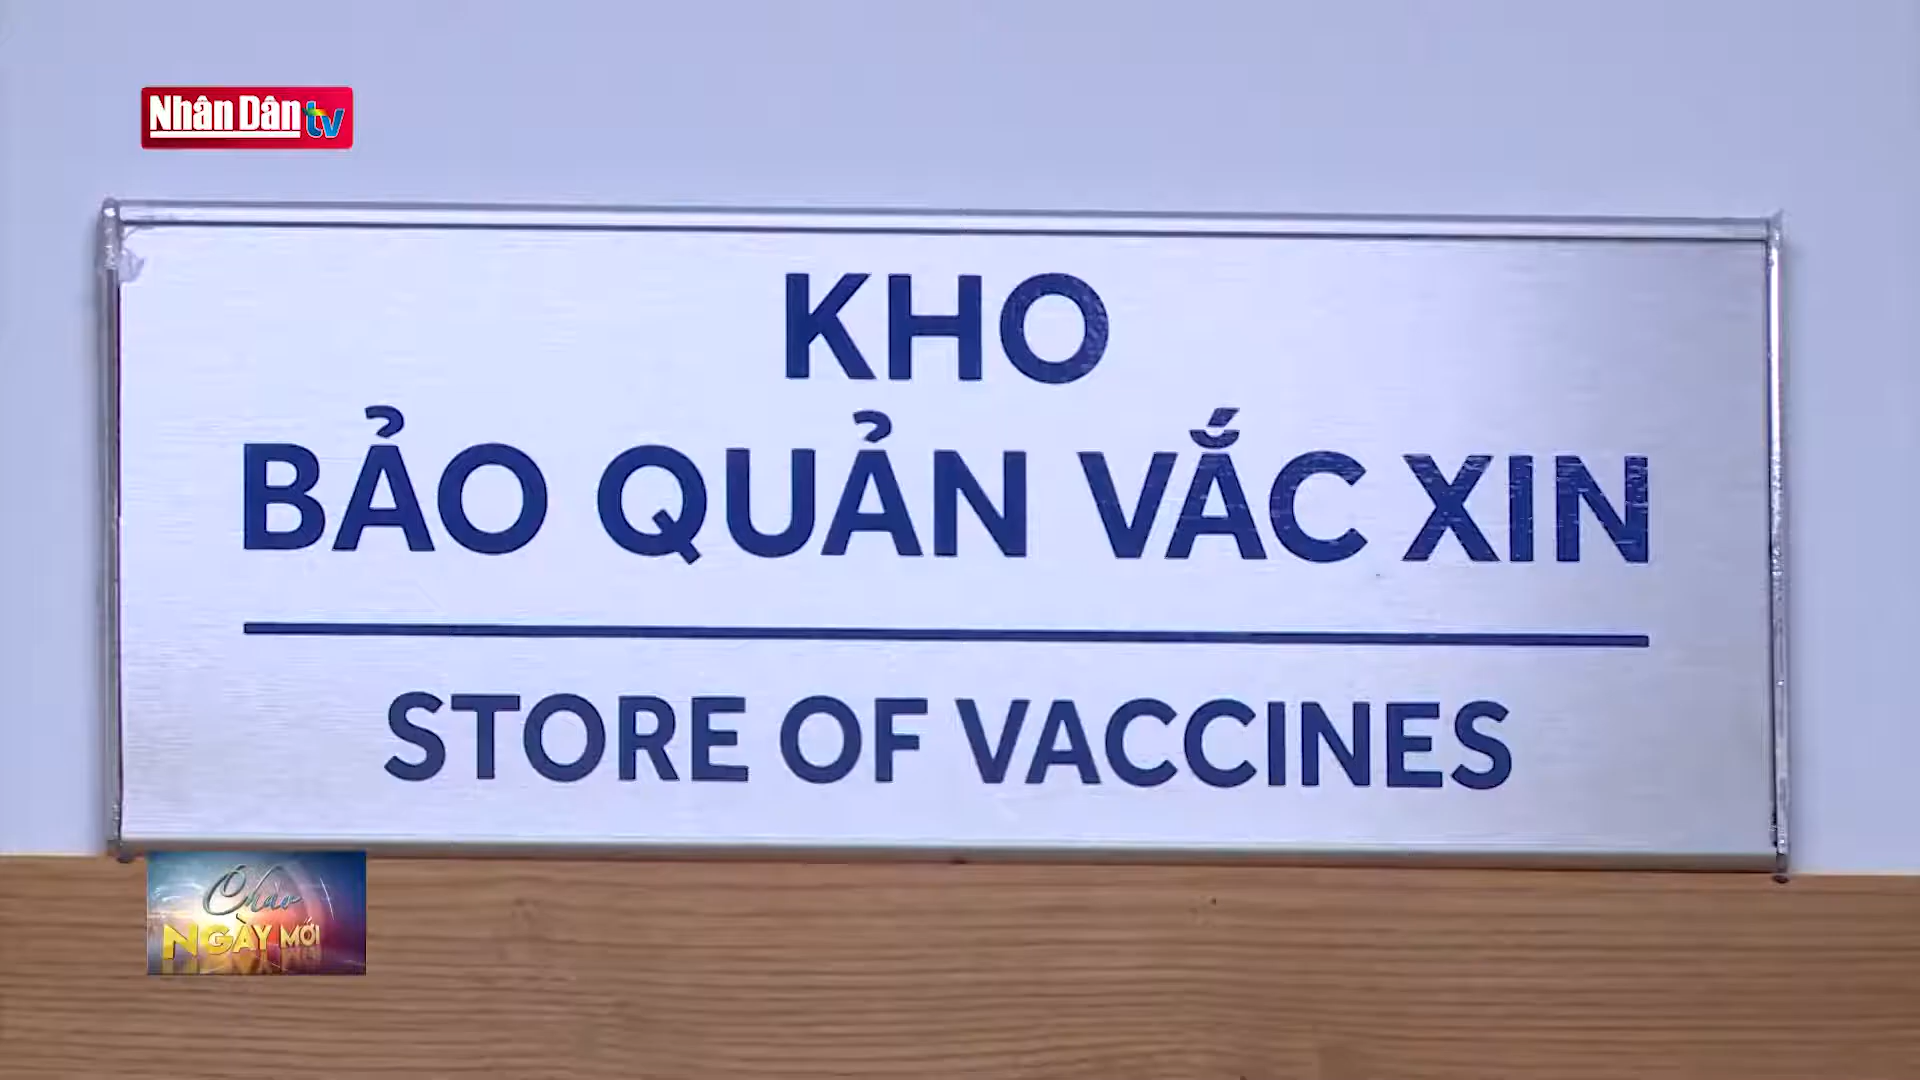 Nhân Dân tv
KHO
BẢO QUẢN VẮC XIN
STORE OF VACCINES
Chào
NGÀY MỚI